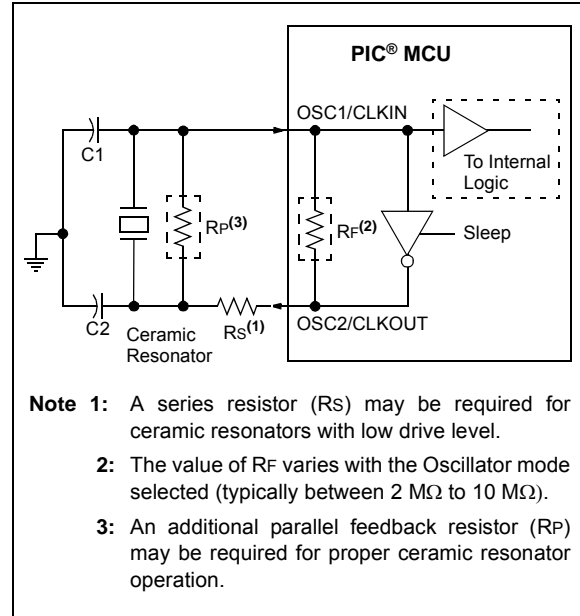 PIC® MCU
OSC1/CLKIN
C1
To Internal
Logic
RP(3)
RF(2)
Sleep
C2
Ceramic
Resonator
RS(1)
OSC2/CLKOUT
Note 1: A series resistor (RS) may be required for
ceramic resonators with low drive level.
2: The value of RF varies with the Oscillator mode
selected (typically between 2 MΩ to 10 MΩ).
3: An additional parallel feedback resistor (RP)
may be required for proper ceramic resonator
operation.